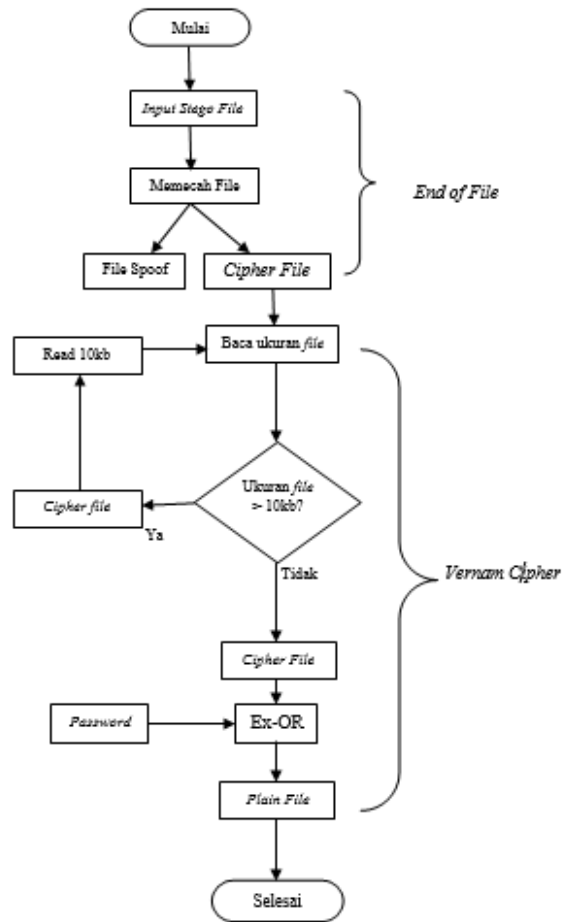 Mulai
Input Stego File
Memecah File
End of File
File Spoof
Cipher File
Read 10kb
Baca ukuran file
Cipher file
Ya
Ukuran file
>- 10kb?
Tidak
Vernam Cipher
Cipher File
Password
Ex-OR
Plain File
Selesai